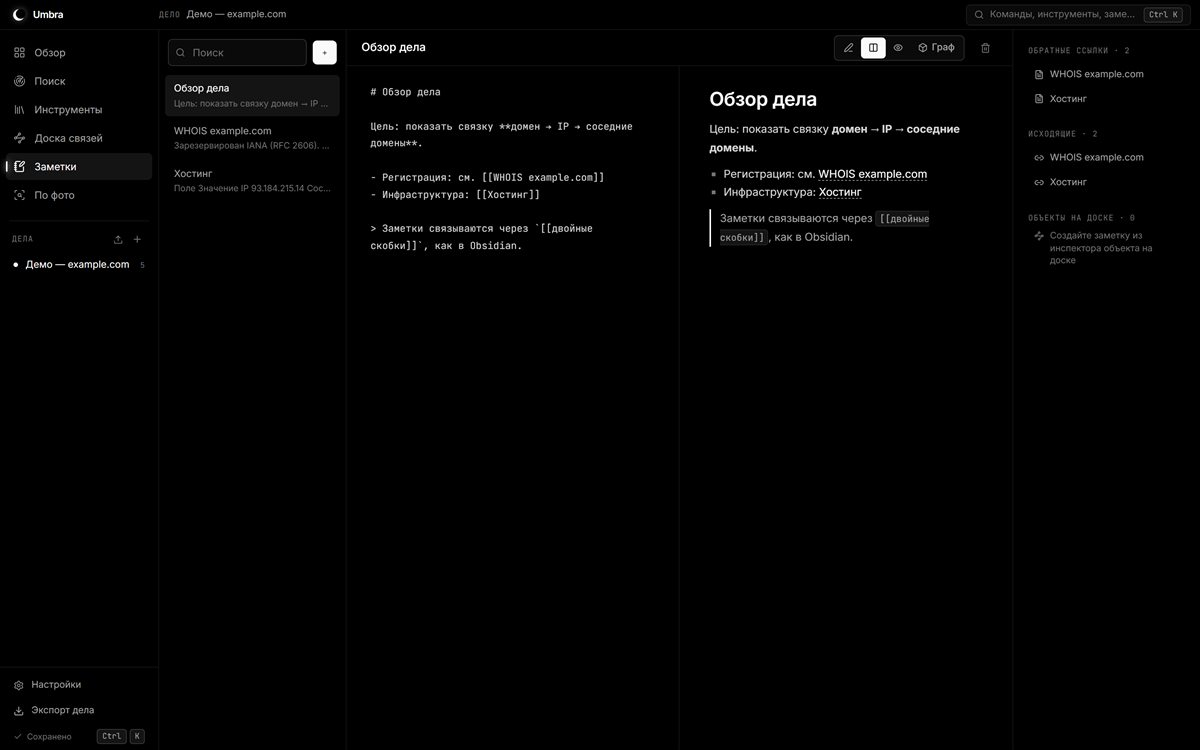 Umbra
ДЕЛО Демо — example.com
Команды, инструменты, заме... Ctrl K
Обзор
Поиск
Инструменты
Доска связей
Заметки
По фото
ДЕЛА
Демо — example.com 5
Настройки
Экспорт дела
Сохранено Ctrl K
Поиск
+
Обзор дела
Цель: показать связку домен → IP ...
WHOIS example.com
Зарезервирован IANA (RFC 2606). ...
Хостинг
Поле Значение IP 93.184.215.14 Сос...
Обзор дела
Граф
# Обзор дела
Цель: показать связку **домен → IP → соседние
домены**.
- Регистрация: см. [[WHOIS example.com]]
- Инфраструктура: [[Хостинг]]
> Заметки связываются через `[[двойные
скобки]]`, как в Obsidian.
Обзор дела
Цель: показать связку домен → IP → соседние
домены.
Регистрация: см. WHOIS example.com
Инфраструктура: Хостинг
Заметки связываются через [[двойные
скобки]], как в Obsidian.
ОБРАТНЫЕ ССЫЛКИ · 2
WHOIS example.com
Хостинг
ИСХОДЯЩИЕ · 2
WHOIS example.com
Хостинг
ОБЪЕКТЫ НА ДОСКЕ · 0
Создайте заметку из
инспектора объекта на
доске